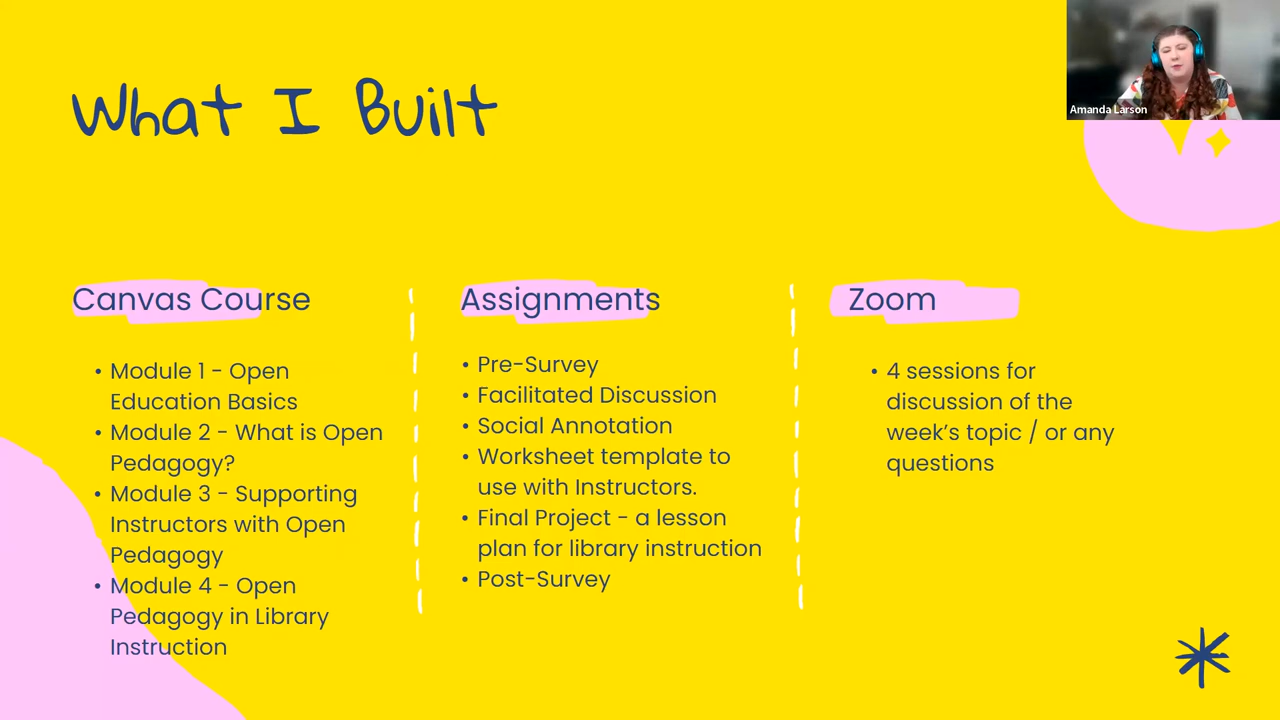 What I Built
Amanda Larson
Canvas Course
• Module 1 - Open
Education Basics
• Module 2 - What is Open
Pedagogy?
• Module 3 - Supporting
Instructors with Open
Pedagogy
• Module 4 - Open
Pedagogy in Library
Instruction
Assignments
• Pre-Survey
• Facilitated Discussion
• Social Annotation
• Worksheet template to
use with Instructors.
• Final Project - a lesson
plan for library instruction
• Post-Survey
Zoom
• 4 sessions for
discussion of the
week's topic / or any
questions